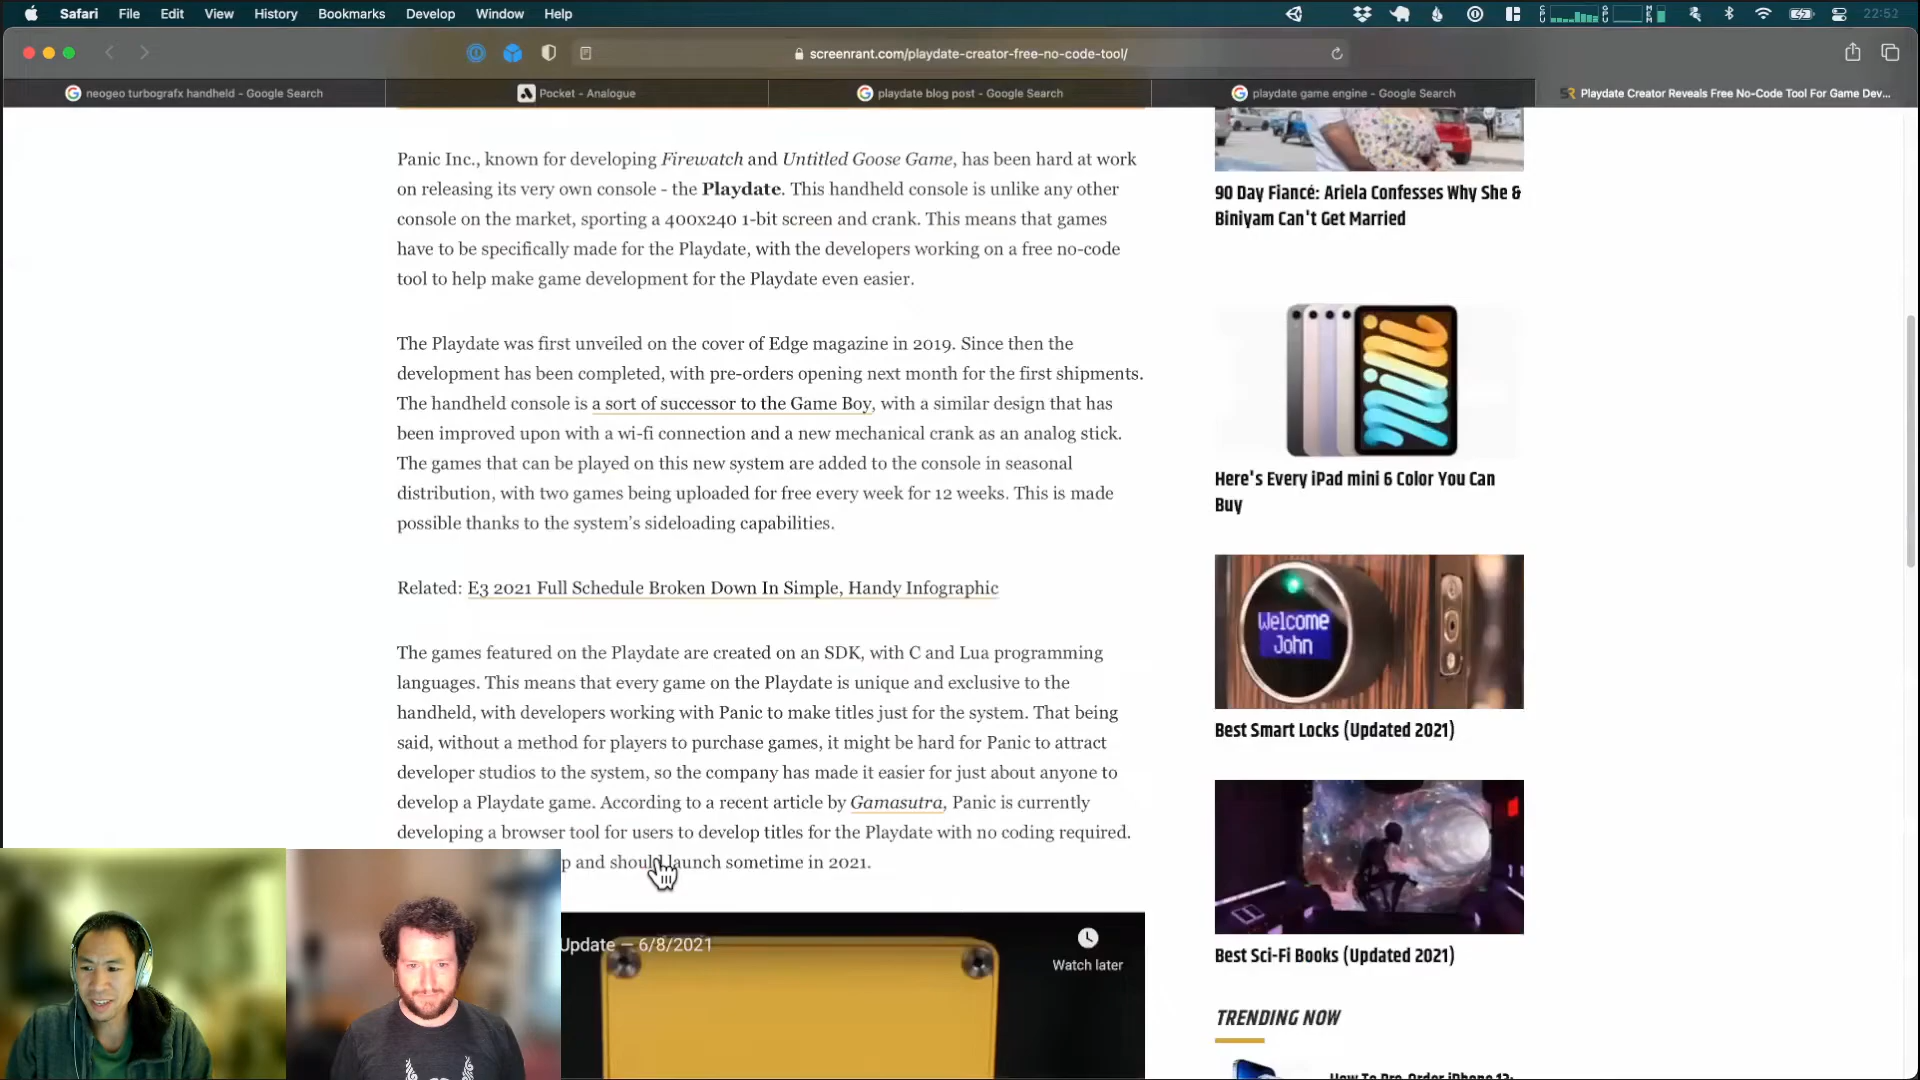 Safari File Edit View History Bookmarks Develop Window Help 22:52
screenrant.com/playdate-creator-free-no-code-tool/
neogeo turbografx handheld - Google Search
Pocket - Analogue
playdate blog post - Google Search
playdate game engine - Google Search
Playdate Creator Reveals Free No-Code Tool For Game Dev...
Panic Inc., known for developing Firewatch and Untitled Goose Game, has been hard at work
on releasing its very own console - the Playdate. This handheld console is unlike any other
console on the market, sporting a 400x240 1-bit screen and crank. This means that games
have to be specifically made for the Playdate, with the developers working on a free no-code
tool to help make game development for the Playdate even easier.
The Playdate was first unveiled on the cover of Edge magazine in 2019. Since then the
development has been completed, with pre-orders opening next month for the first shipments.
The handheld console is a sort of successor to the Game Boy, with a similar design that has
been improved upon with a wi-fi connection and a new mechanical crank as an analog stick.
The games that can be played on this new system are added to the console in seasonal
distribution, with two games being uploaded for free every week for 12 weeks. This is made
possible thanks to the system's sideloading capabilities.
Related: E3 2021 Full Schedule Broken Down In Simple, Handy Infographic
The games featured on the Playdate are created on an SDK, with C and Lua programming
languages. This means that every game on the Playdate is unique and exclusive to the
handheld, with developers working with Panic to make titles just for the system. That being
said, without a method for players to purchase games, it might be hard for Panic to attract
developer studios to the system, so the company has made it easier for just about anyone to
develop a Playdate game. According to a recent article by Gamasutra, Panic is currently
developing a browser tool for users to develop titles for the Playdate with no coding required.
p and should launch sometime in 2021.
Update – 6/8/2021
Watch later
90 Day Fiancé: Ariela Confesses Why She &
Biniyam Can't Get Married
Here's Every iPad mini 6 Color You Can
Buy
Welcome
John
Best Smart Locks (Updated 2021)
Best Sci-Fi Books (Updated 2021)
TRENDING NOW
How To Pre-Order iPhone 13: